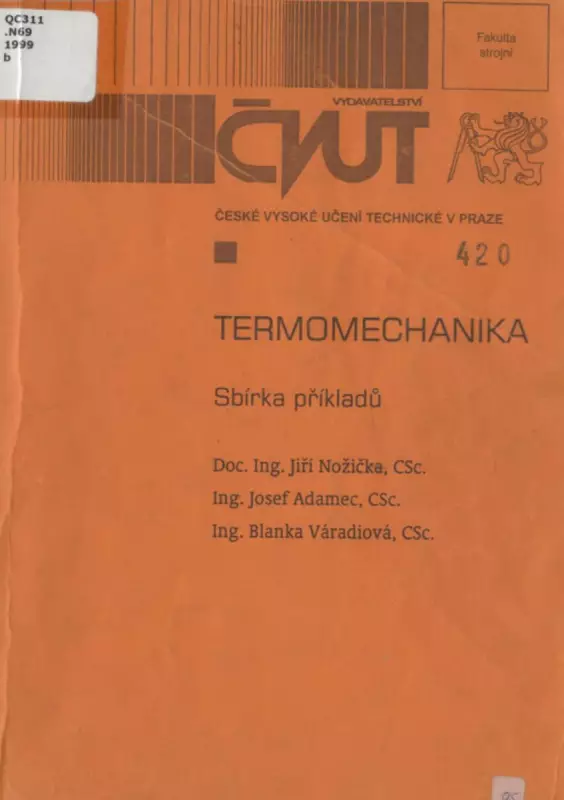 QC311
.N69
1999
b
Fakulta
strojní
VYDAVATELSTVÍ
ČVUT
ČESKÉ VYSOKÉ UČENÍ TECHNICKÉ V PRAZE
420
TERMOMECHANIKA
Sbírka příkladů
Doc. Ing. Jiří Nožička, CSc.
Ing. Josef Adamec, CSc.
Ing. Blanka Váradiová, CSc.